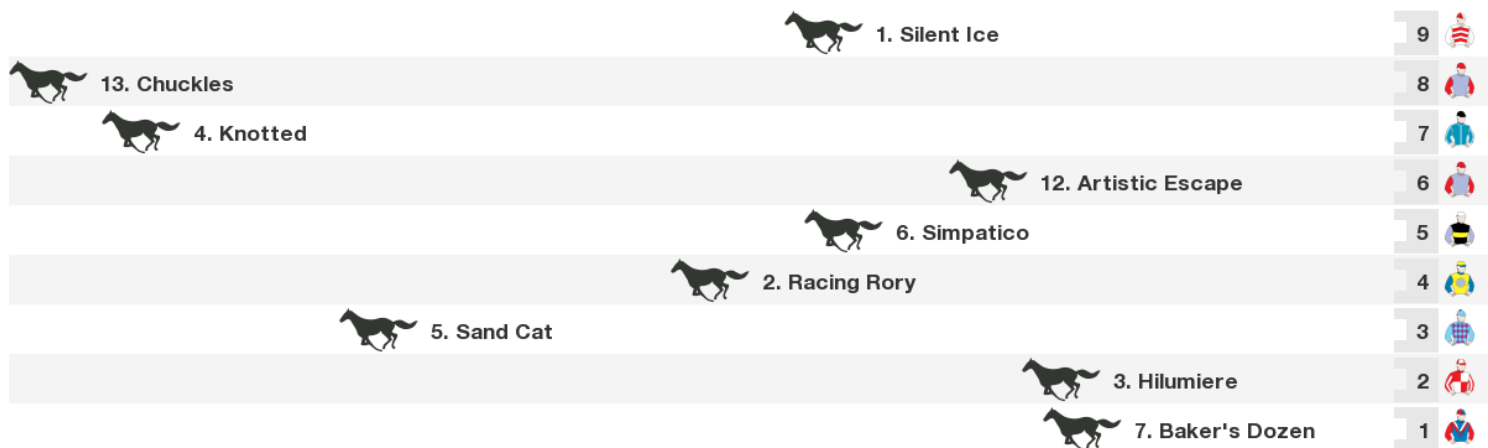 1. Silent Ice 9
13. Chuckles 8
4. Knotted 7
12. Artistic Escape 6
6. Simpatico 5
2. Racing Rory 4
5. Sand Cat 3
3. Hilumiere 2
7. Baker's Dozen 1